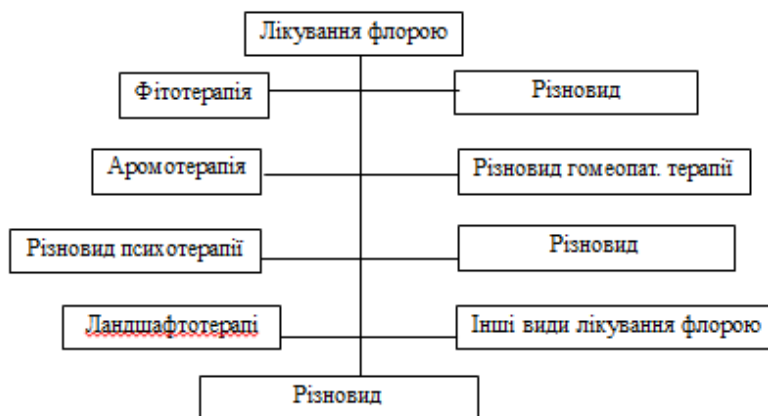 Лікування флорою
Фітотерапія
Різновид
Аромотерапія
Різновид гомеопат. терапії
Різновид психотерапії
Різновид
Ландшафтотерапі
Інші види лікування флорою
Різновид